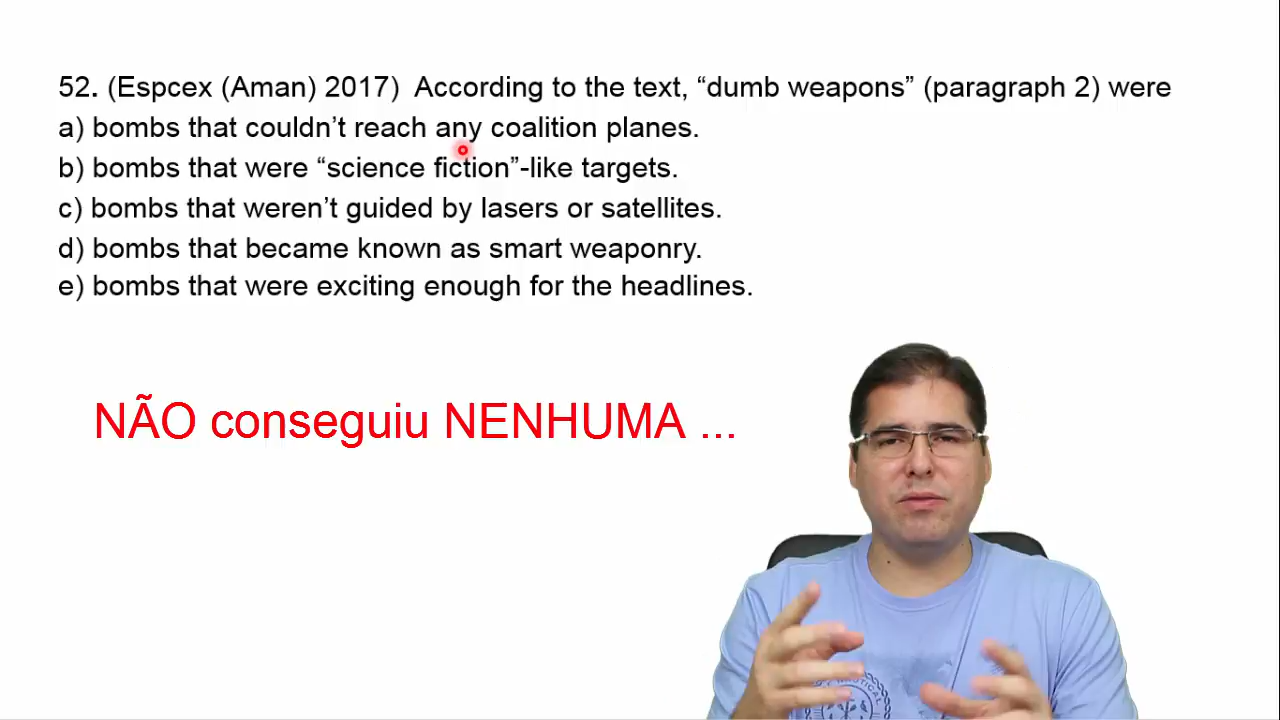 52. (Espcex (Aman) 2017)  According to the text, “dumb weapons” (paragraph 2) were
a) bombs that couldn’t reach any coalition planes.
b) bombs that were “science fiction”-like targets.
c) bombs that weren’t guided by lasers or satellites.
d) bombs that became known as smart weaponry.
e) bombs that were exciting enough for the headlines.
NÃO conseguiu NENHUMA ...